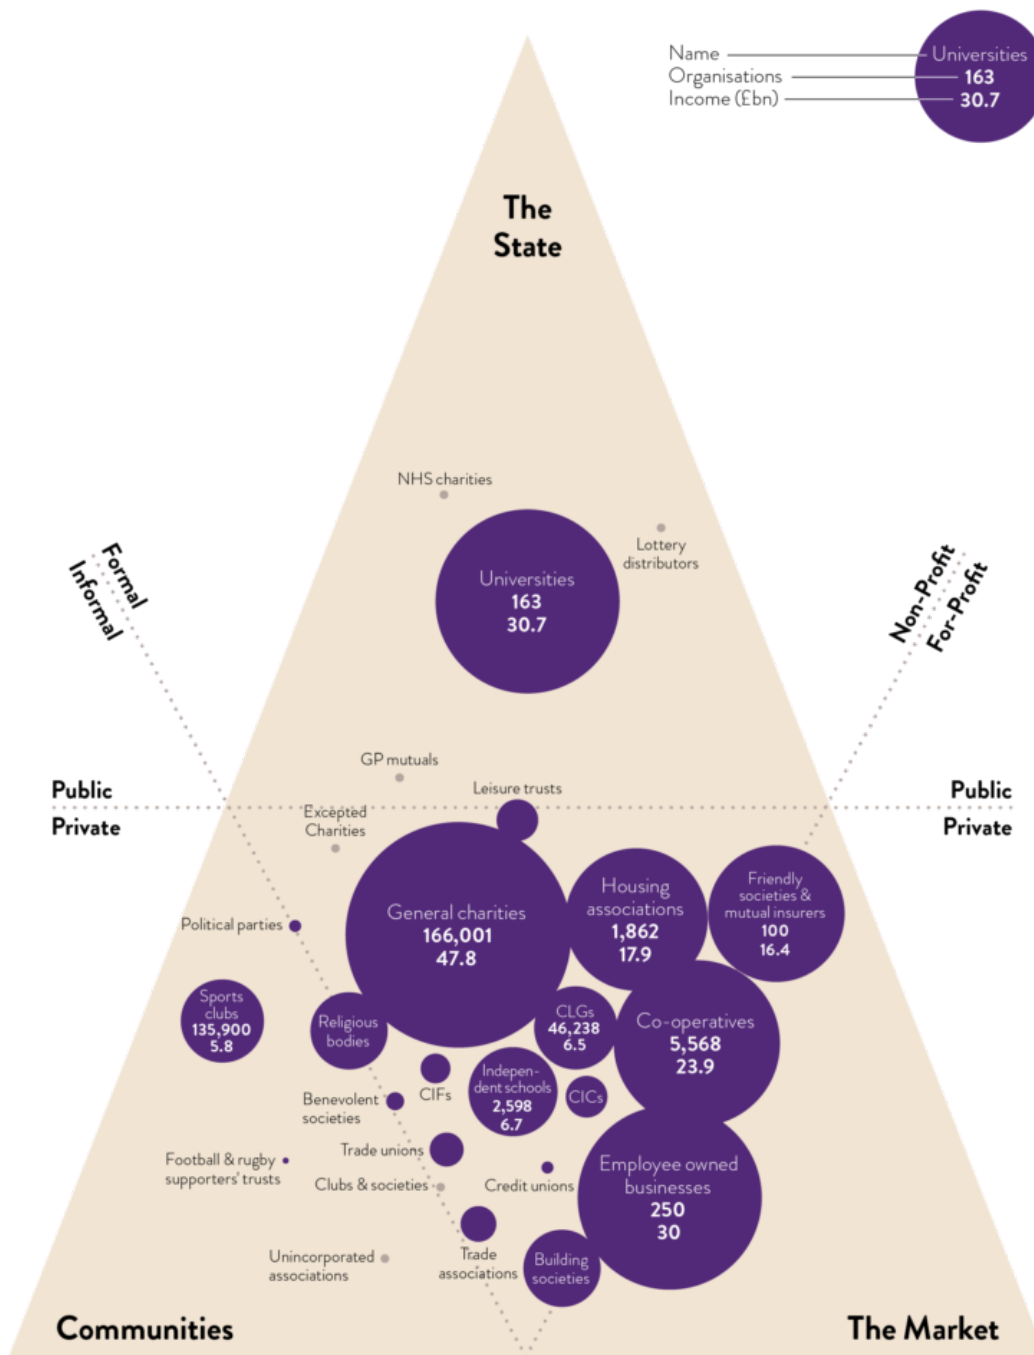 Name
Organisations
Income (£bn)
Universities
163
30.7
The
State
NHS charities
Lottery
distributors
Universities
163
30.7
Formal
Informal
Non-Profit
For-Profit
GP mutuals
Leisure trusts
Public
Private
Public
Private
Excepted
Charities
General charities
166,001
47.8
Housing
associations
1,862
17.9
Friendly
societies &
mutual insurers
100
16.4
Political parties
Sports
clubs
135,900
5.8
Religious
bodies
CLGs
46,238
6.5
Co-operatives
5,568
23.9
CIFs
Indepen-
dent schools
2,598
6.7
CICs
Benevolent
societies
Trade unions
Football & rugby
supporters' trusts
Clubs & societies
Credit unions
Employee owned
businesses
250
30
Unincorporated
associations
Trade
associations
Building
societies
Communities
The Market